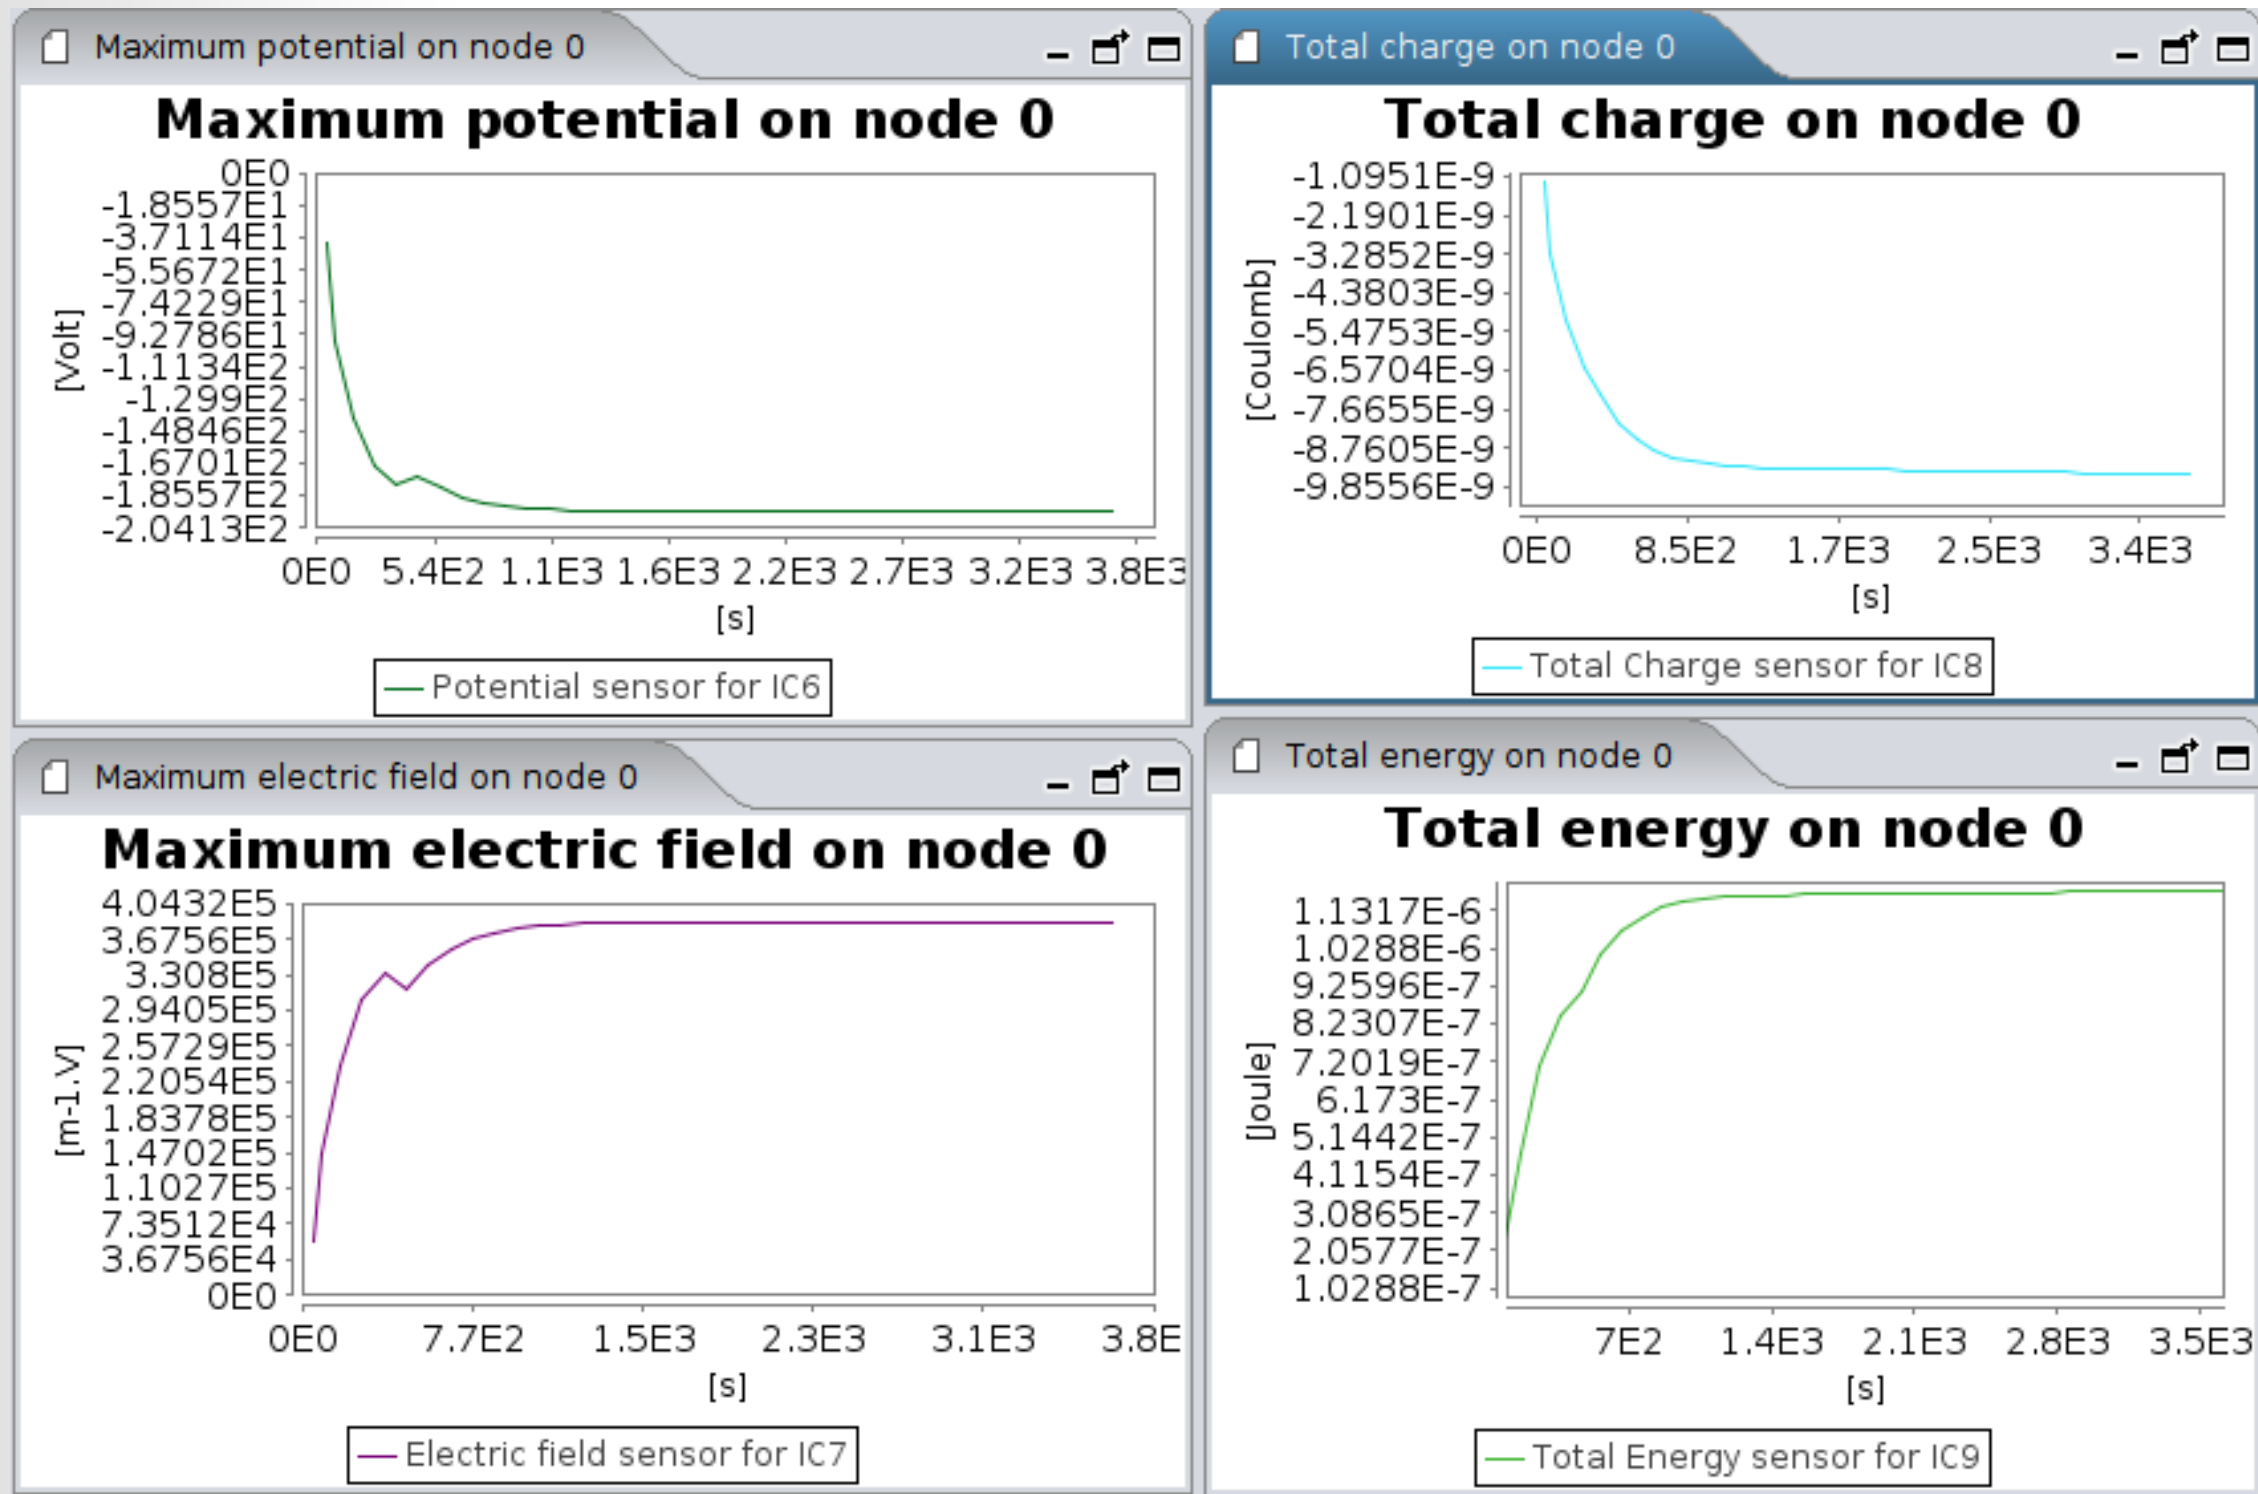 Maximum potential on node 0
Maximum potential on node 0
0E0
-1.8557E1
-3.7114E1
-5.5672E1
-7.4229E1
-9.2786E1
-1.1134E2
-1.299E2
-1.4846E2
-1.6701E2
-1.8557E2
-2.0413E2
[Volt]
0E0 5.4E2 1.1E3 1.6E3 2.2E3 2.7E3 3.2E3 3.8E3
[s]
Potential sensor for IC6
Total charge on node 0
Total charge on node 0
-1.0951E-9
-2.1901E-9
-3.2852E-9
-4.3803E-9
-5.4753E-9
-6.5704E-9
-7.6655E-9
-8.7605E-9
-9.8556E-9
[Coulomb]
0E0 8.5E2 1.7E3 2.5E3 3.4E3
[s]
Total Charge sensor for IC8
Maximum electric field on node 0
Maximum electric field on node 0
4.0432E5
3.6756E5
3.308E5
2.9405E5
2.5729E5
2.2054E5
1.8378E5
1.4702E5
1.1027E5
7.3512E4
3.6756E4
0E0
[m-1.V]
0E0 7.7E2 1.5E3 2.3E3 3.1E3 3.8E
[s]
Electric field sensor for IC7
Total energy on node 0
Total energy on node 0
1.1317E-6
1.0288E-6
9.2596E-7
8.2307E-7
7.2019E-7
6.173E-7
5.1442E-7
4.1154E-7
3.0865E-7
2.0577E-7
1.0288E-7
[Joule]
7E2 1.4E3 2.1E3 2.8E3 3.5E3
[s]
Total Energy sensor for IC9